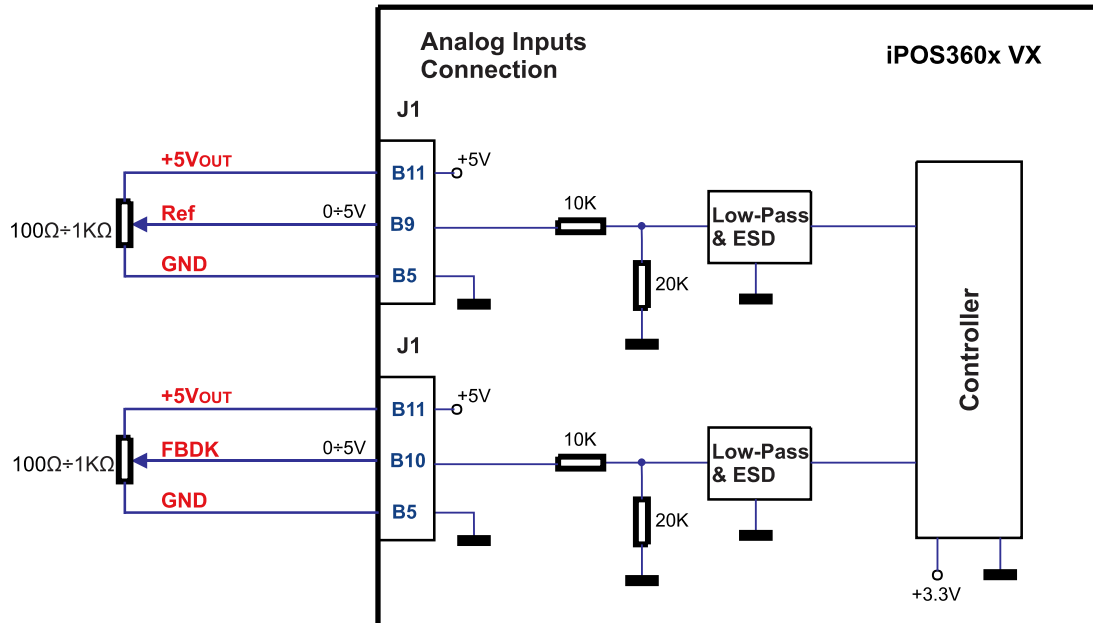 Analog Inputs
Connection
iPOS360x VX
J1
+5VOUT
B11
+5V
100Ω÷1KΩ
Ref
0÷5V
B9
10K
Low-Pass
& ESD
GND
B5
20K
Controller
J1
+5VOUT
B11
+5V
100Ω÷1KΩ
FBDK
0÷5V
B10
10K
Low-Pass
& ESD
GND
B5
20K
+3.3V